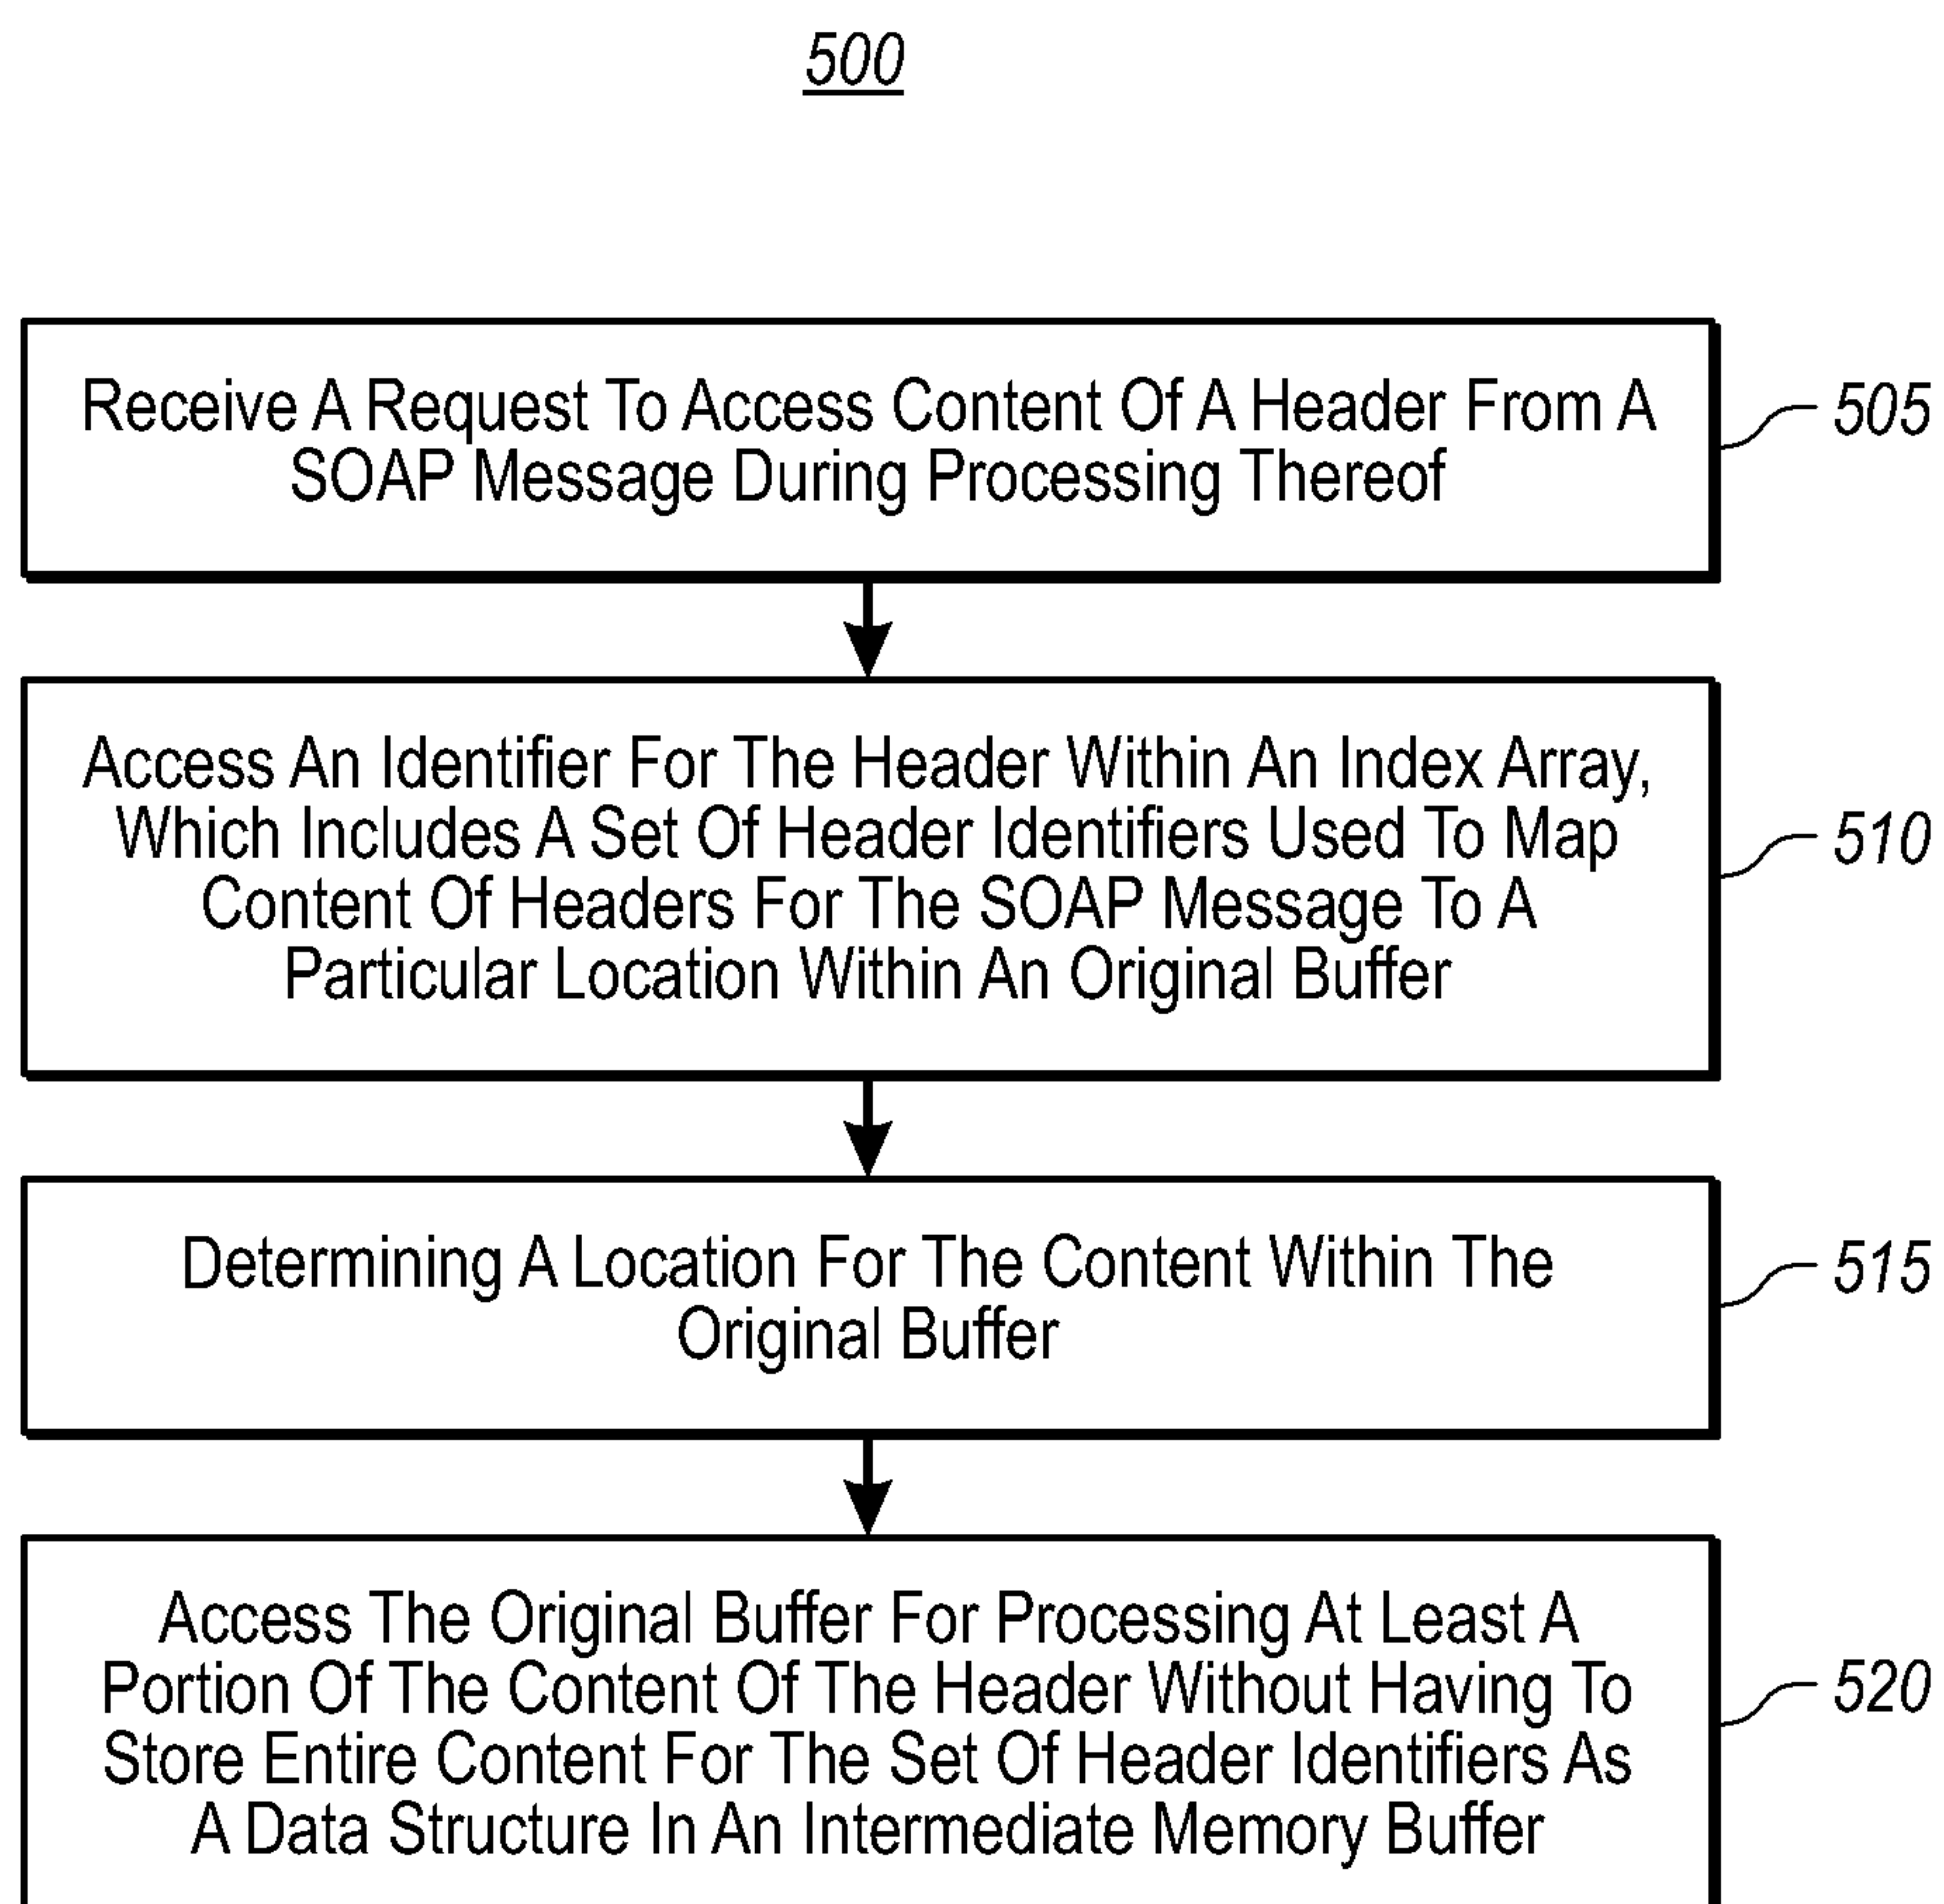 500
Receive A Request To Access Content Of A Header From A
SOAP Message During Processing Thereof
505
Access An Identifier For The Header Within An Index Array,
Which Includes A Set Of Header Identifiers Used To Map
Content Of Headers For The SOAP Message To A
Particular Location Within An Original Buffer
510
Determining A Location For The Content Within The
Original Buffer
515
Access The Original Buffer For Processing At Least A
Portion Of The Content Of The Header Without Having To
Store Entire Content For The Set Of Header Identifiers As
A Data Structure In An Intermediate Memory Buffer
520